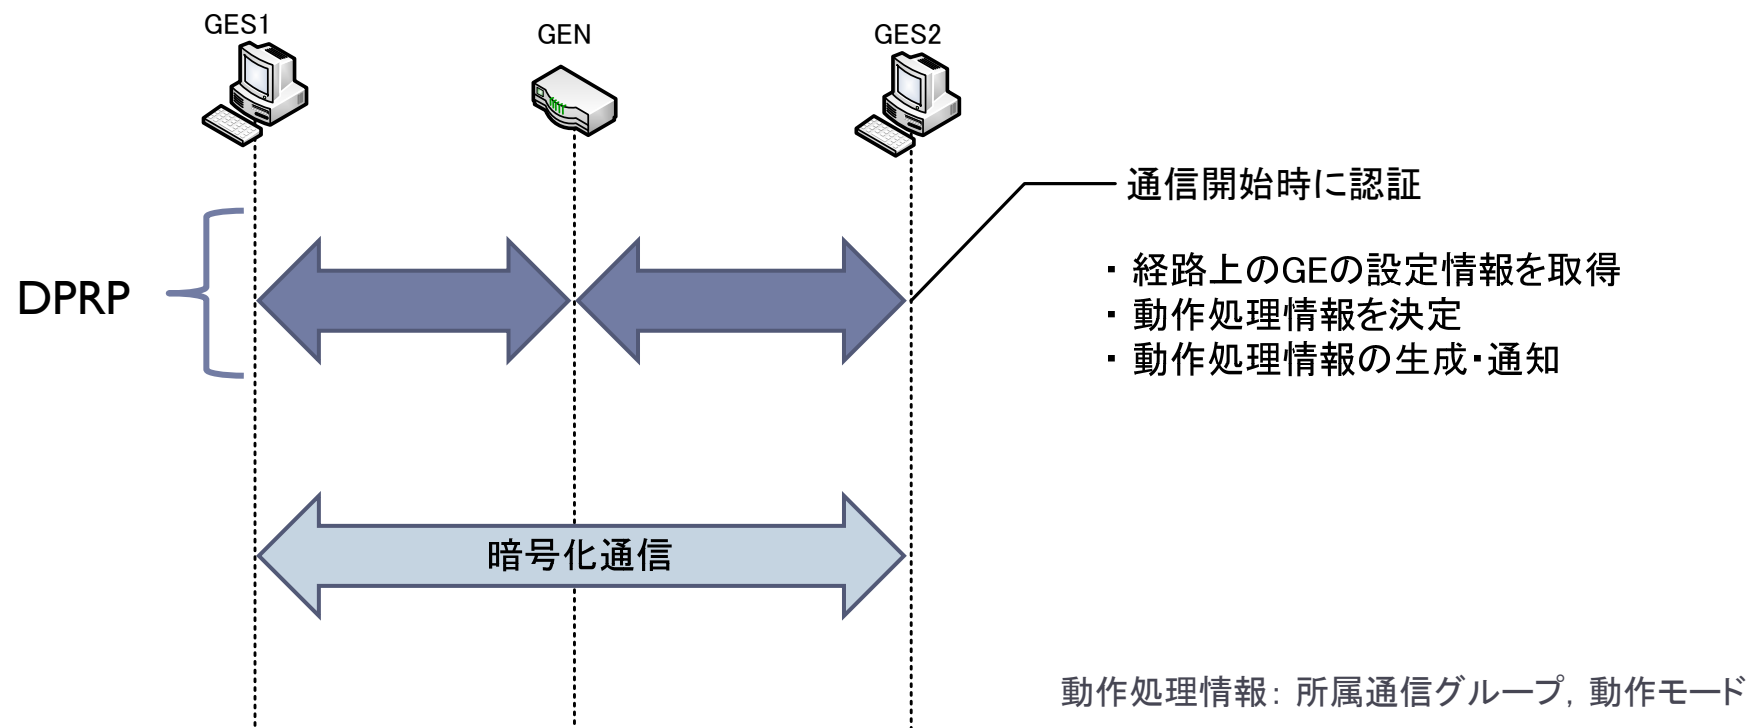 GES1
GEN
GES2
通信開始時に認証
DPRP
・ 経路上のGEの設定情報を取得
・ 動作処理情報を決定
・ 動作処理情報の生成・通知
暗号化通信
動作処理情報: 所属通信グループ, 動作モード